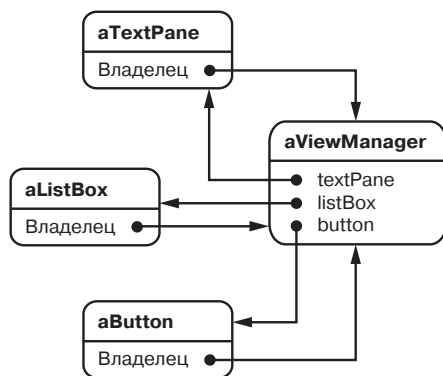 aTextPane
Владелец
aViewManager
textPane
listBox
button
aListBox
Владелец
aButton
Владелец